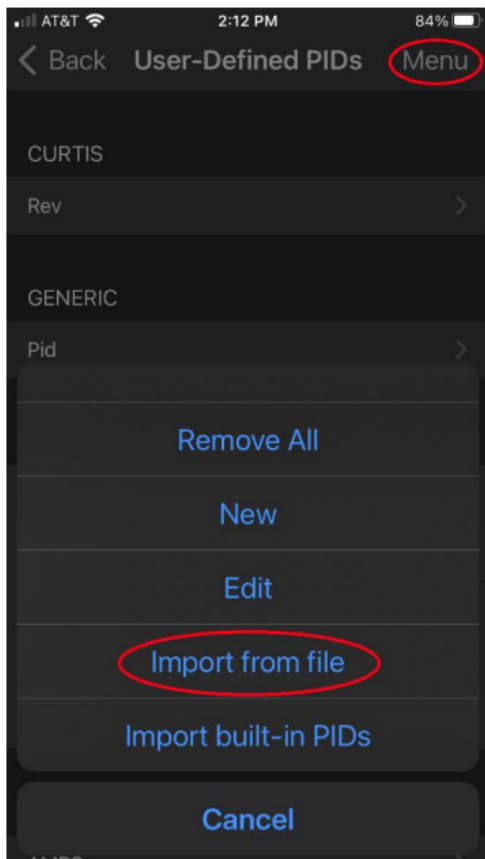 AT&T 2:12 PM 84%
Back User-Defined PIDs Menu
CURTIS
Rev
GENERIC
Pid
Remove All
New
Edit
Import from file
Import built-in PIDs
Cancel